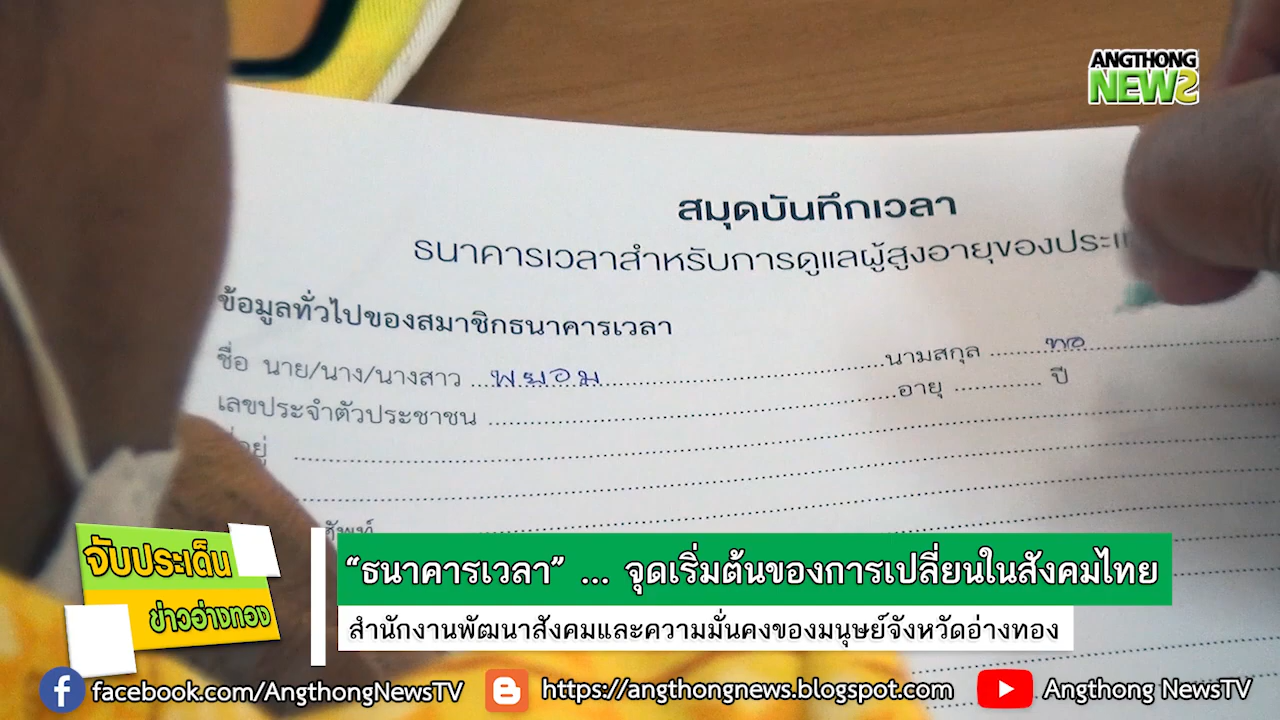 ANGTHONG
NEWS
สมุดบันทึกเวลา
ธนาคารเวลาสำหรับการดูแลผู้สูงอายุของประเ
ข้อมูลทั่วไปของสมาชิกธนาคารเวลา
ชื่อ นาย/นาง/นางสาว พยอม นามสกุล ทอ
เลขประจำตัวประชาชน อายุ ปี
จับประเด็น
ข่าวอ่างทอง
“ธนาคารเวลา” ... จุดเริ่มต้นของการเปลี่ยนในสังคมไทย
สำนักงานพัฒนาสังคมและความมั่นคงของมนุษย์จังหวัดอ่างทอง
facebook.com/AngthongNewsTV https://angthongnews.blogspot.com Angthong NewsTV